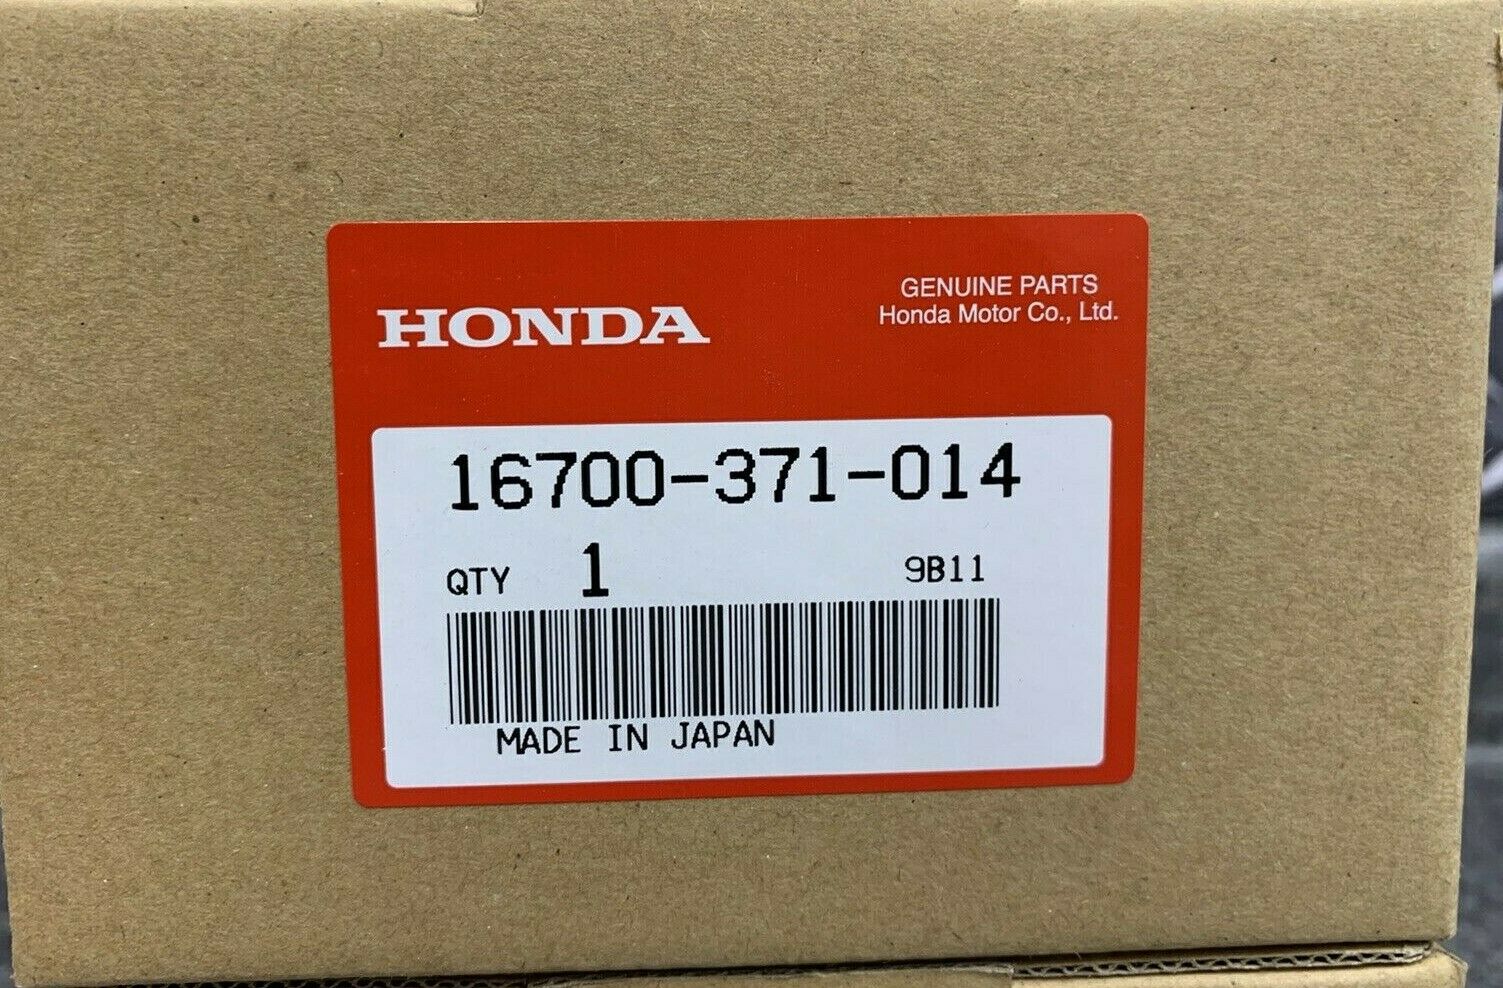 HONDA
GENUINE PARTS
Honda Motor Co., Ltd.
16700-371-014
QTY 1 9B11
MADE IN JAPAN